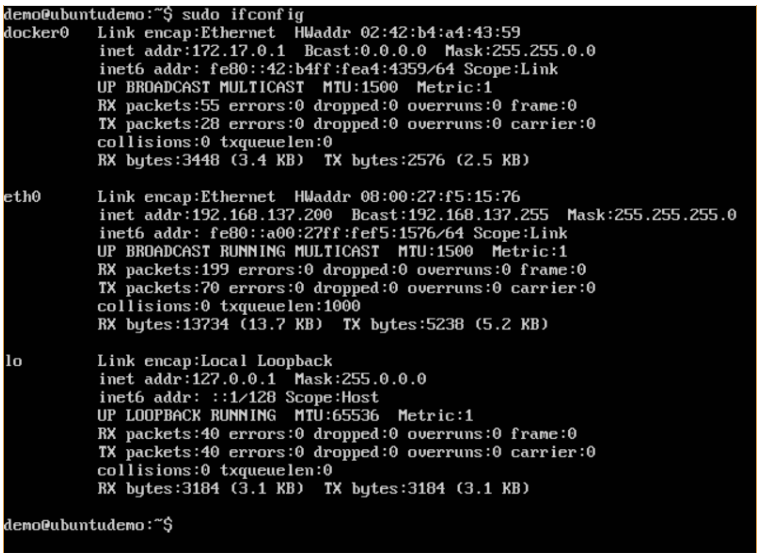 demo@ubuntudemo:~$ sudo ifconfig
docker0   Link encap:Ethernet  HWaddr 02:42:b4:a4:43:59
          inet addr:172.17.0.1  Bcast:0.0.0.0  Mask:255.255.0.0
          inet6 addr: fe80::42:b4ff:fea4:4359/64 Scope:Link
          UP BROADCAST MULTICAST  MTU:1500  Metric:1
          RX packets:55 errors:0 dropped:0 overruns:0 frame:0
          TX packets:28 errors:0 dropped:0 overruns:0 carrier:0
          collisions:0 txqueuelen:0
          RX bytes:3448 (3.4 KB)  TX bytes:2576 (2.5 KB)

eth0      Link encap:Ethernet  HWaddr 08:00:27:f5:15:76
          inet addr:192.168.137.200  Bcast:192.168.137.255  Mask:255.255.255.0
          inet6 addr: fe80::a00:27ff:fef5:1576/64 Scope:Link
          UP BROADCAST RUNNING MULTICAST  MTU:1500  Metric:1
          RX packets:199 errors:0 dropped:0 overruns:0 frame:0
          TX packets:70 errors:0 dropped:0 overruns:0 carrier:0
          collisions:0 txqueuelen:1000
          RX bytes:13734 (13.7 KB)  TX bytes:5238 (5.2 KB)

lo        Link encap:Local Loopback
          inet addr:127.0.0.1  Mask:255.0.0.0
          inet6 addr: ::1/128 Scope:Host
          UP LOOPBACK RUNNING  MTU:65536  Metric:1
          RX packets:40 errors:0 dropped:0 overruns:0 frame:0
          TX packets:40 errors:0 dropped:0 overruns:0 carrier:0
          collisions:0 txqueuelen:0
          RX bytes:3184 (3.1 KB)  TX bytes:3184 (3.1 KB)

demo@ubuntudemo:~$